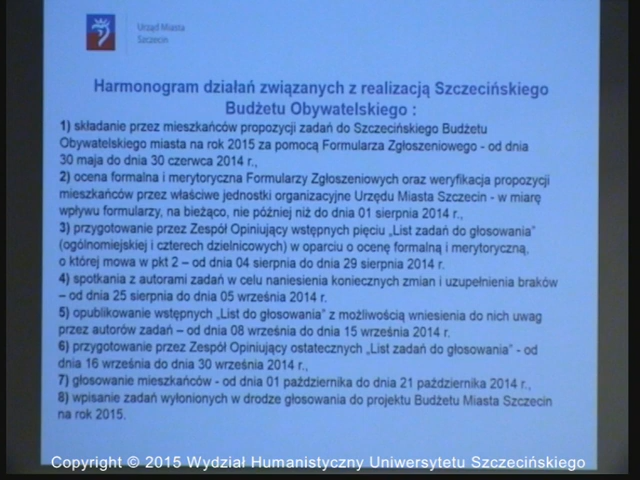 Urząd Miasta
Szczecin
Harmonogram działań związanych z realizacją Szczecińskiego
Budżetu Obywatelskiego :
1) składanie przez mieszkańców propozycji zadań do Szczecińskiego Budżetu
Obywatelskiego miasta na rok 2015 za pomocą Formularza Zgłoszeniowego - od dnia
30 maja do dnia 30 czerwca 2014 r.,
2) ocena formalna i merytoryczna Formularzy Zgłoszeniowych oraz weryfikacja propozycji
mieszkańców przez właściwe jednostki organizacyjne Urzędu Miasta Szczecin - w miarę
wpływu formularzy, na bieżąco, nie później niż do dnia 01 sierpnia 2014 r.,
3) przygotowanie przez Zespół Opiniujący wstępnych pięciu „List zadań do głosowania”
(ogólnomiejskiej i czterech dzielnicowych) w oparciu o ocenę formalną i merytoryczną,
o której mowa w pkt 2 – od dnia 04 sierpnia do dnia 29 sierpnia 2014 r.
4) spotkania z autorami zadań w celu naniesienia koniecznych zmian i uzupełnienia braków
– od dnia 25 sierpnia do dnia 05 września 2014 r.
5) opublikowanie wstępnych „List do głosowania” z możliwością wniesienia do nich uwag
przez autorów zadań – od dnia 08 września do dnia 15 września 2014 r.
6) przygotowanie przez Zespół Opiniujący ostatecznych „List zadań do głosowania” - od
dnia 16 września do dnia 30 września 2014 r.,
7) głosowanie mieszkańców - od dnia 01 października do dnia 21 października 2014 r.,
8) wpisanie zadań wyłonionych w drodze głosowania do projektu Budżetu Miasta Szczecin
na rok 2015.
Copyright © 2015 Wydział Humanistyczny Uniwersytetu Szczecińskiego